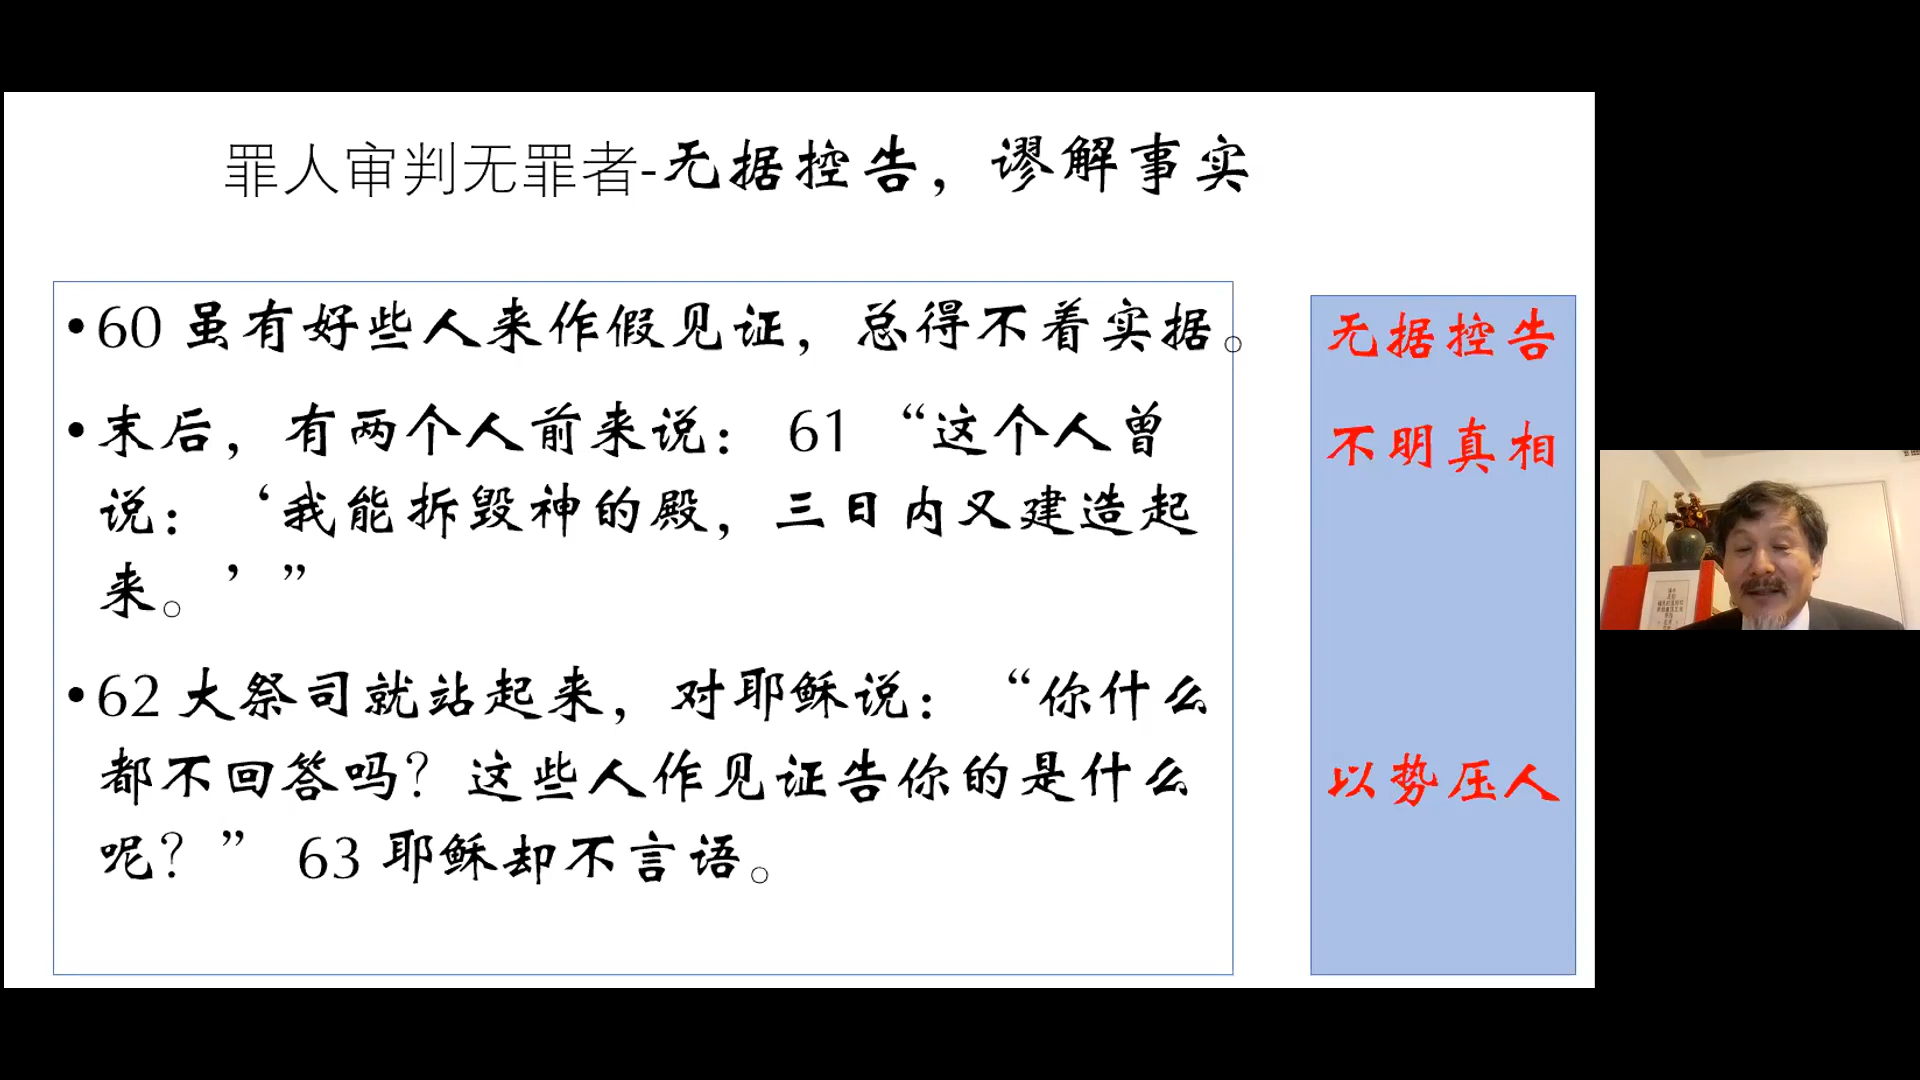 罪人审判无罪者-无据控告，谬解事实
•60 虽有好些人来作假见证，总得不着实据。
•末后，有两个人前来说： 61 “这个人曾
说：‘我能拆毁神的殿，三日内又建造起
来。’”
•62 大祭司就站起来，对耶稣说：“你什么
都不回答吗？这些人作见证告你的是什么
呢？” 63 耶稣却不言语。
无据控告
不明真相
以势压人